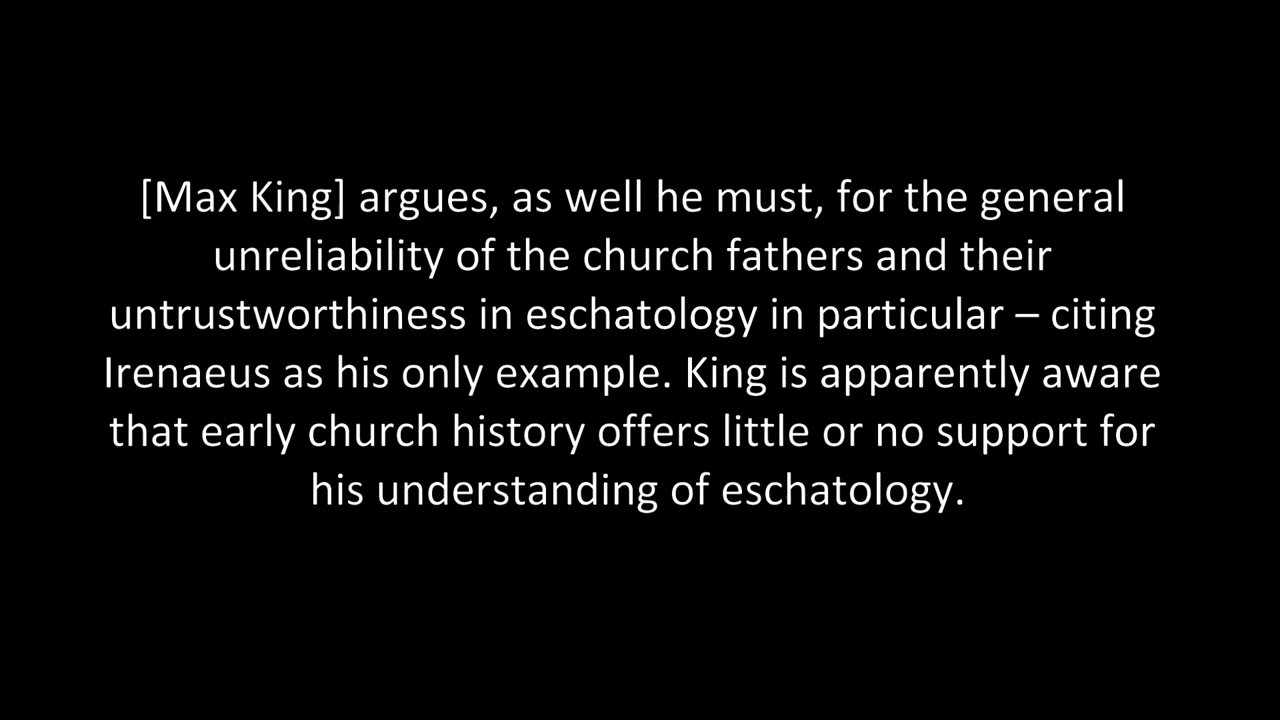 [Max King] argues, as well he must, for the general
unreliability of the church fathers and their
untrustworthiness in eschatology in particular – citing
Irenaeus as his only example. King is apparently aware
that early church history offers little or no support for
his understanding of eschatology.